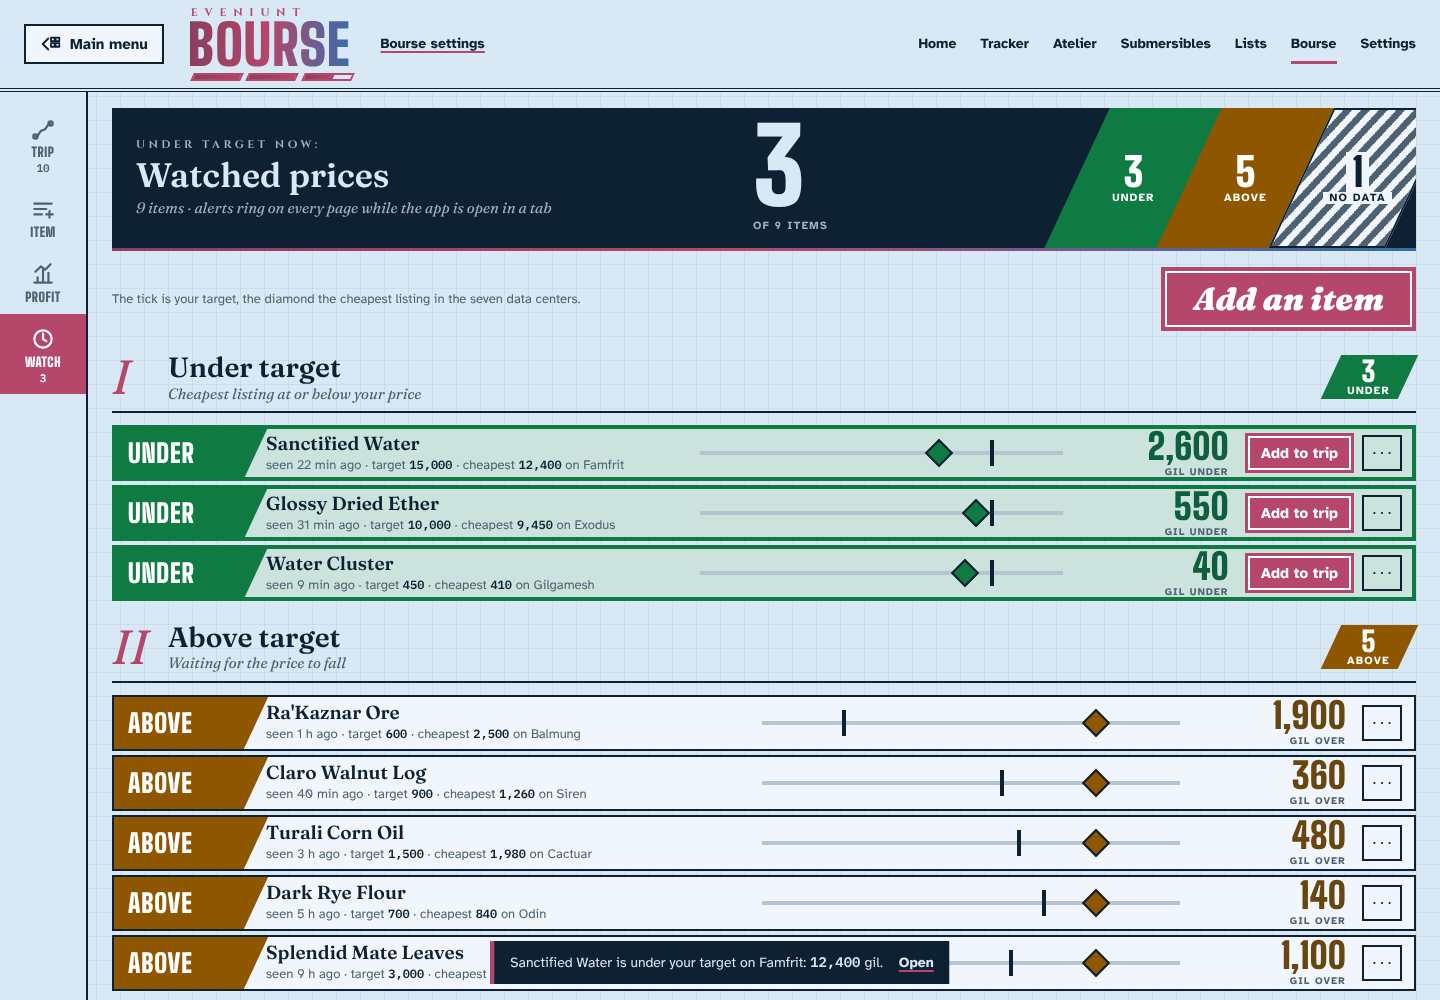 Main menu
EVENIUNT
BOURSE
Bourse settings
Home
Tracker
Atelier
Submersibles
Lists
Bourse
Settings
TRIP
10
ITEM
PROFIT
WATCH
3
UNDER TARGET NOW:
Watched prices
9 items · alerts ring on every page while the app is open in a tab
3
OF 9 ITEMS
3
UNDER
5
ABOVE
1
NO DATA
The tick is your target, the diamond the cheapest listing in the seven data centers.
Add an item
I
Under target
Cheapest listing at or below your price
3
UNDER
UNDER
Sanctified Water
seen 22 min ago · target 15,000 · cheapest 12,400 on Famfrit
2,600
GIL UNDER
Add to trip
...
UNDER
Glossy Dried Ether
seen 31 min ago · target 10,000 · cheapest 9,450 on Exodus
550
GIL UNDER
Add to trip
...
UNDER
Water Cluster
seen 9 min ago · target 450 · cheapest 410 on Gilgamesh
40
GIL UNDER
Add to trip
...
II
Above target
Waiting for the price to fall
5
ABOVE
ABOVE
Ra'Kaznar Ore
seen 1 h ago · target 600 · cheapest 2,500 on Balmung
1,900
GIL OVER
...
ABOVE
Claro Walnut Log
seen 40 min ago · target 900 · cheapest 1,260 on Siren
360
GIL OVER
...
ABOVE
Turali Corn Oil
seen 3 h ago · target 1,500 · cheapest 1,980 on Cactuar
480
GIL OVER
...
ABOVE
Dark Rye Flour
seen 5 h ago · target 700 · cheapest 840 on Odin
140
GIL OVER
...
ABOVE
Splendid Mate Leaves
seen 9 h ago · target 3,000 · cheapest
1,100
GIL OVER
...
Sanctified Water is under your target on Famfrit: 12,400 gil.
Open